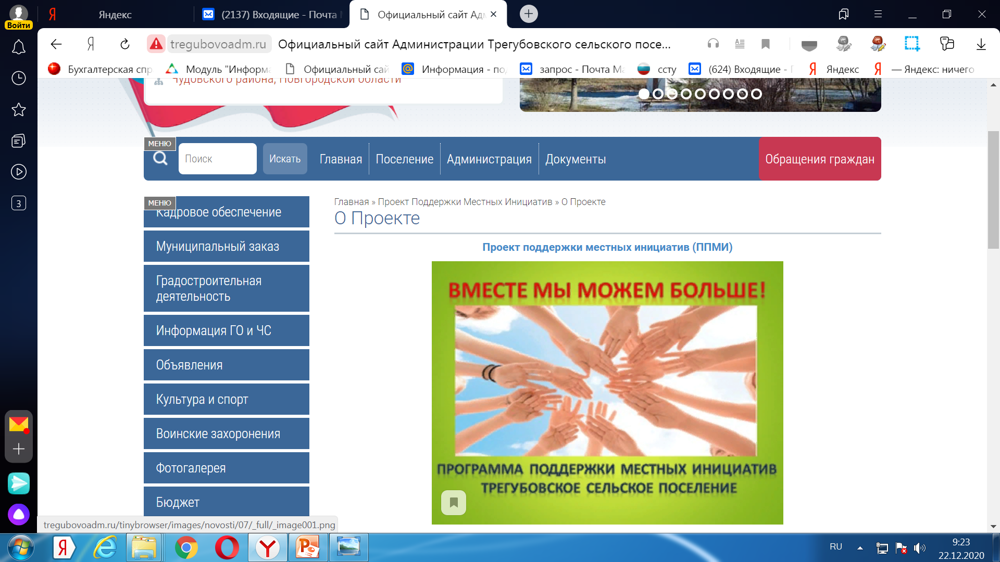 Войти
Яндекс
(2137) Входящие - Почта
Официальный сайт
tregubovoadm.ru
Официальный сайт Администрации Трегубовского сельского посе...
Бухгалтерская
Модуль
Официальный
Информация -
запрос - Почта
ссту
(624) Входящие -
Яндекс
— Яндекс: ничего
Чудовского района, Новгородской области
МЕНЮ
Поиск
Искать
Главная
Поселение
Администрация
Документы
Обращения граждан
3
МЕНЮ
Кадровое обеспечение
Муниципальный заказ
Градостроительная
деятельность
Информация ГО и ЧС
Объявления
Культура и спорт
Воинские захоронения
Фотогалерея
Бюджет
Главная » Проект Поддержки Местных Инициатив » О Проекте
О Проекте
Проект поддержки местных инициатив (ППМИ)
ВМЕСТЕ МЫ МОЖЕМ БОЛЬШЕ!
ПРОГРАММА ПОДДЕРЖКИ МЕСТНЫХ ИНИЦИАТИВ
ТРЕГУБОВСКОЕ СЕЛЬСКОЕ ПОСЕЛЕНИЕ
tregubovoadm.ru/tinybrowser/images/novosti/07/_full/_image001.png
RU
9:23
22.12.2020